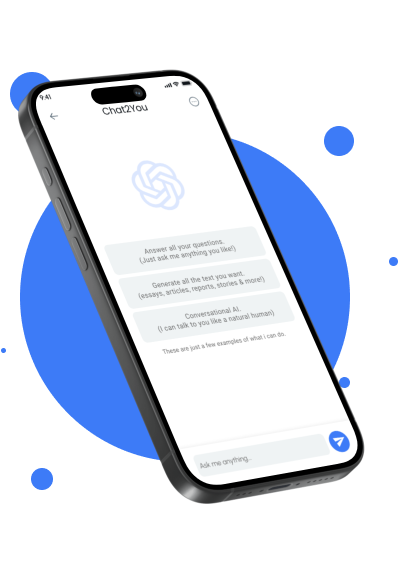 9:41
Chat2You
Answer all your questions.
(Just ask me anything you like!)
Generate all the text you want.
(essays, articles, reports, stories & more!)
Conversational AI.
(I can talk to you like a natural human)
These are just a few examples of what i can do.
Ask me anything..